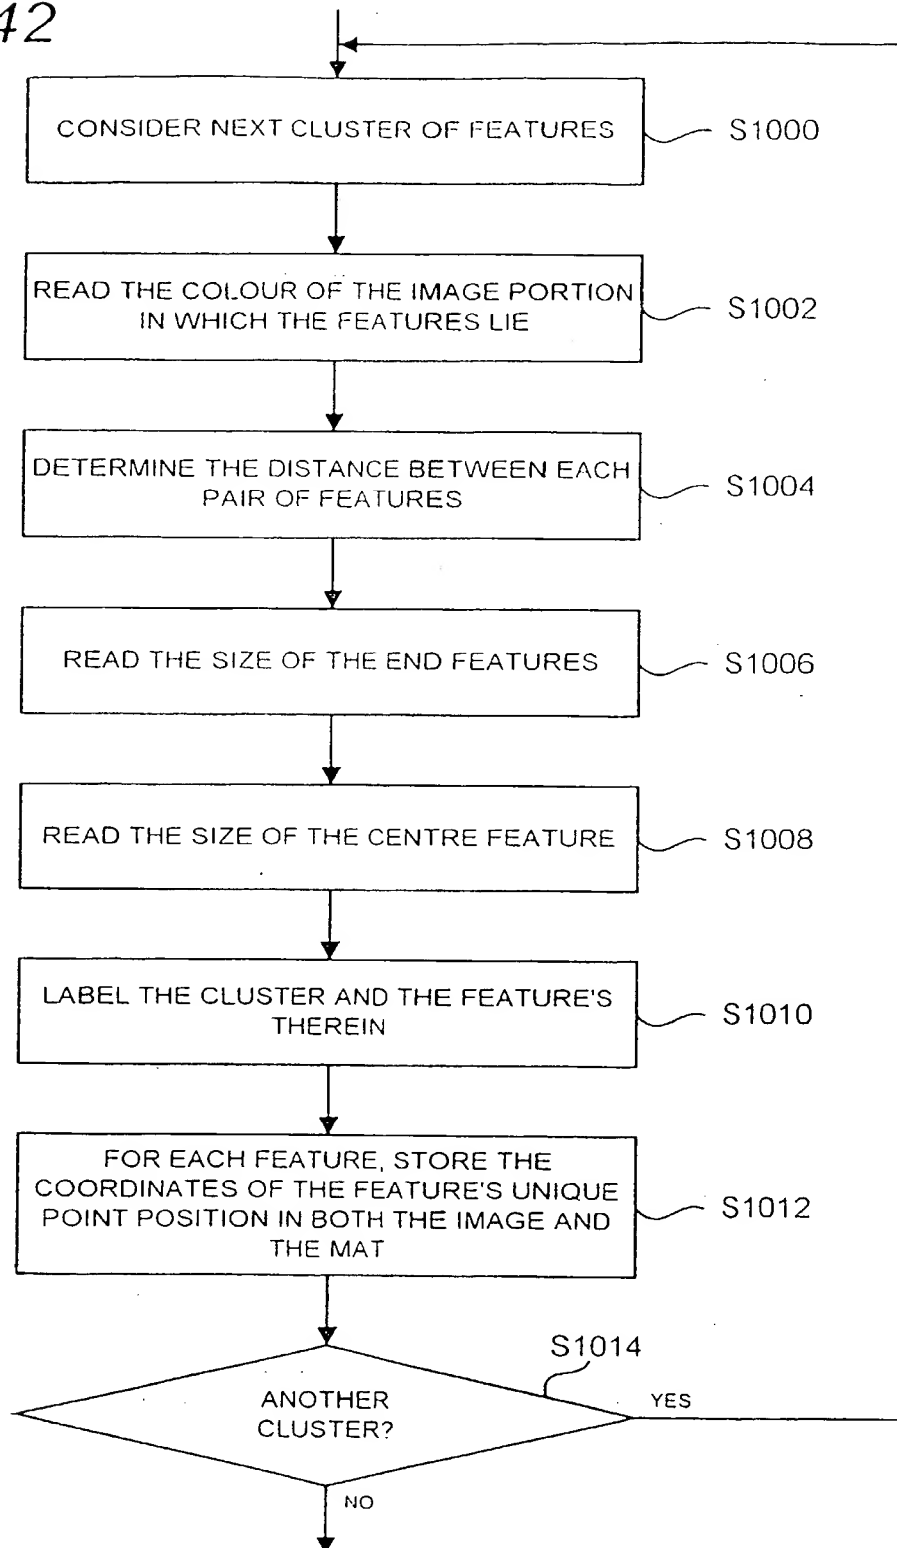 42
CONSIDER NEXT CLUSTER OF FEATURES
S1000
READ THE COLOUR OF THE IMAGE PORTION
IN WHICH THE FEATURES LIE
S1002
DETERMINE THE DISTANCE BETWEEN EACH
PAIR OF FEATURES
S1004
READ THE SIZE OF THE END FEATURES
S1006
READ THE SIZE OF THE CENTRE FEATURE
S1008
LABEL THE CLUSTER AND THE FEATURE'S
THEREIN
S1010
FOR EACH FEATURE, STORE THE
COORDINATES OF THE FEATURE'S UNIQUE
POINT POSITION IN BOTH THE IMAGE AND
THE MAT
S1012
S1014
ANOTHER
CLUSTER?
YES
NO